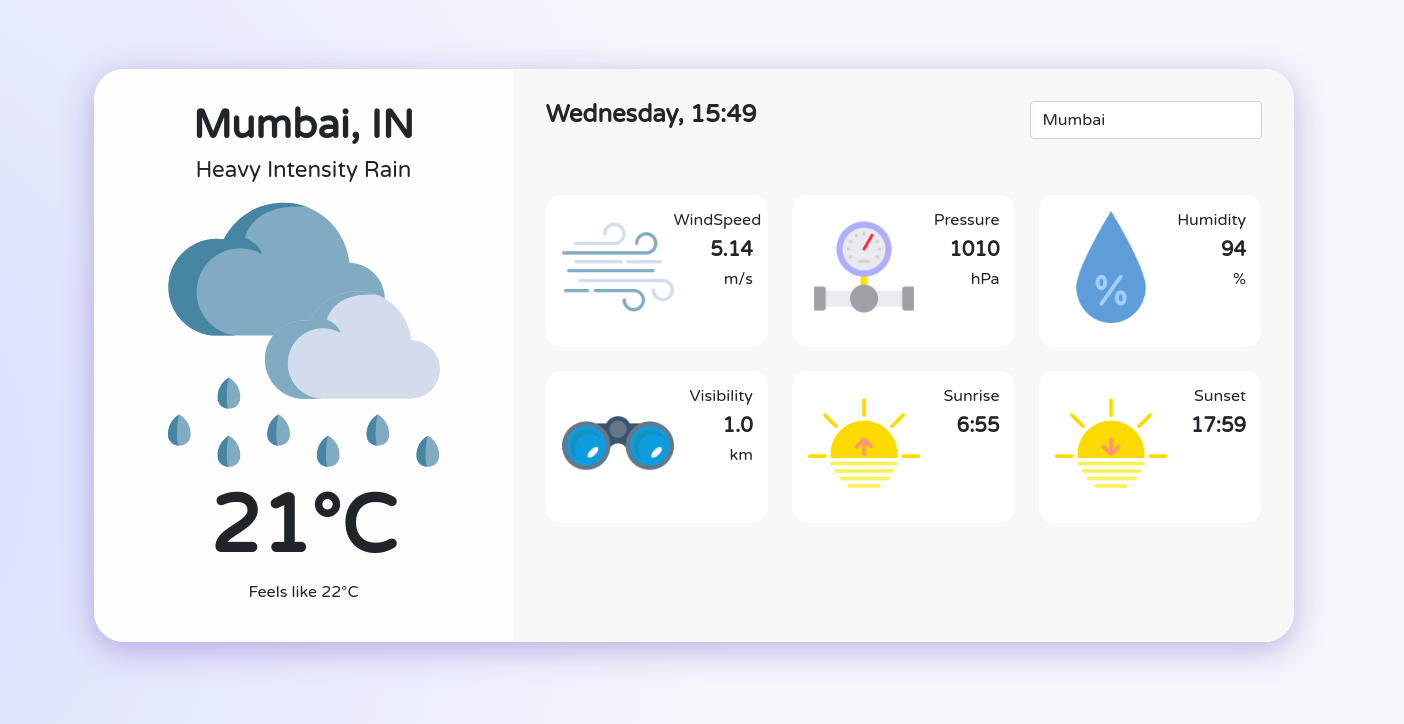 Mumbai, IN
Heavy Intensity Rain
21°C
Feels like 22°C
Wednesday, 15:49
Mumbai
WindSpeed
5.14
m/s
Pressure
1010
hPa
Humidity
94
%
%
Visibility
1.0
km
Sunrise
6:55
Sunset
17:59